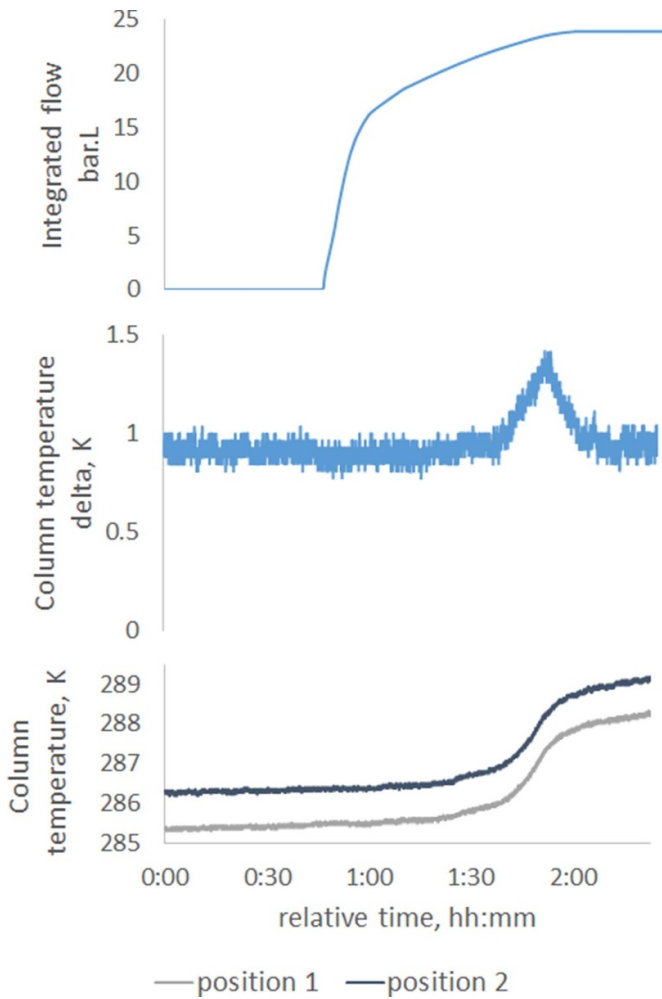 Integrated flow
bar.L
25
20
15
10
5
0
Column temperature
delta, K
1.5
1
0.5
0
Column
temperature, K
289
288
287
286
285
0:00 0:30 1:00 1:30 2:00
relative time, hh:mm
position 1 position 2